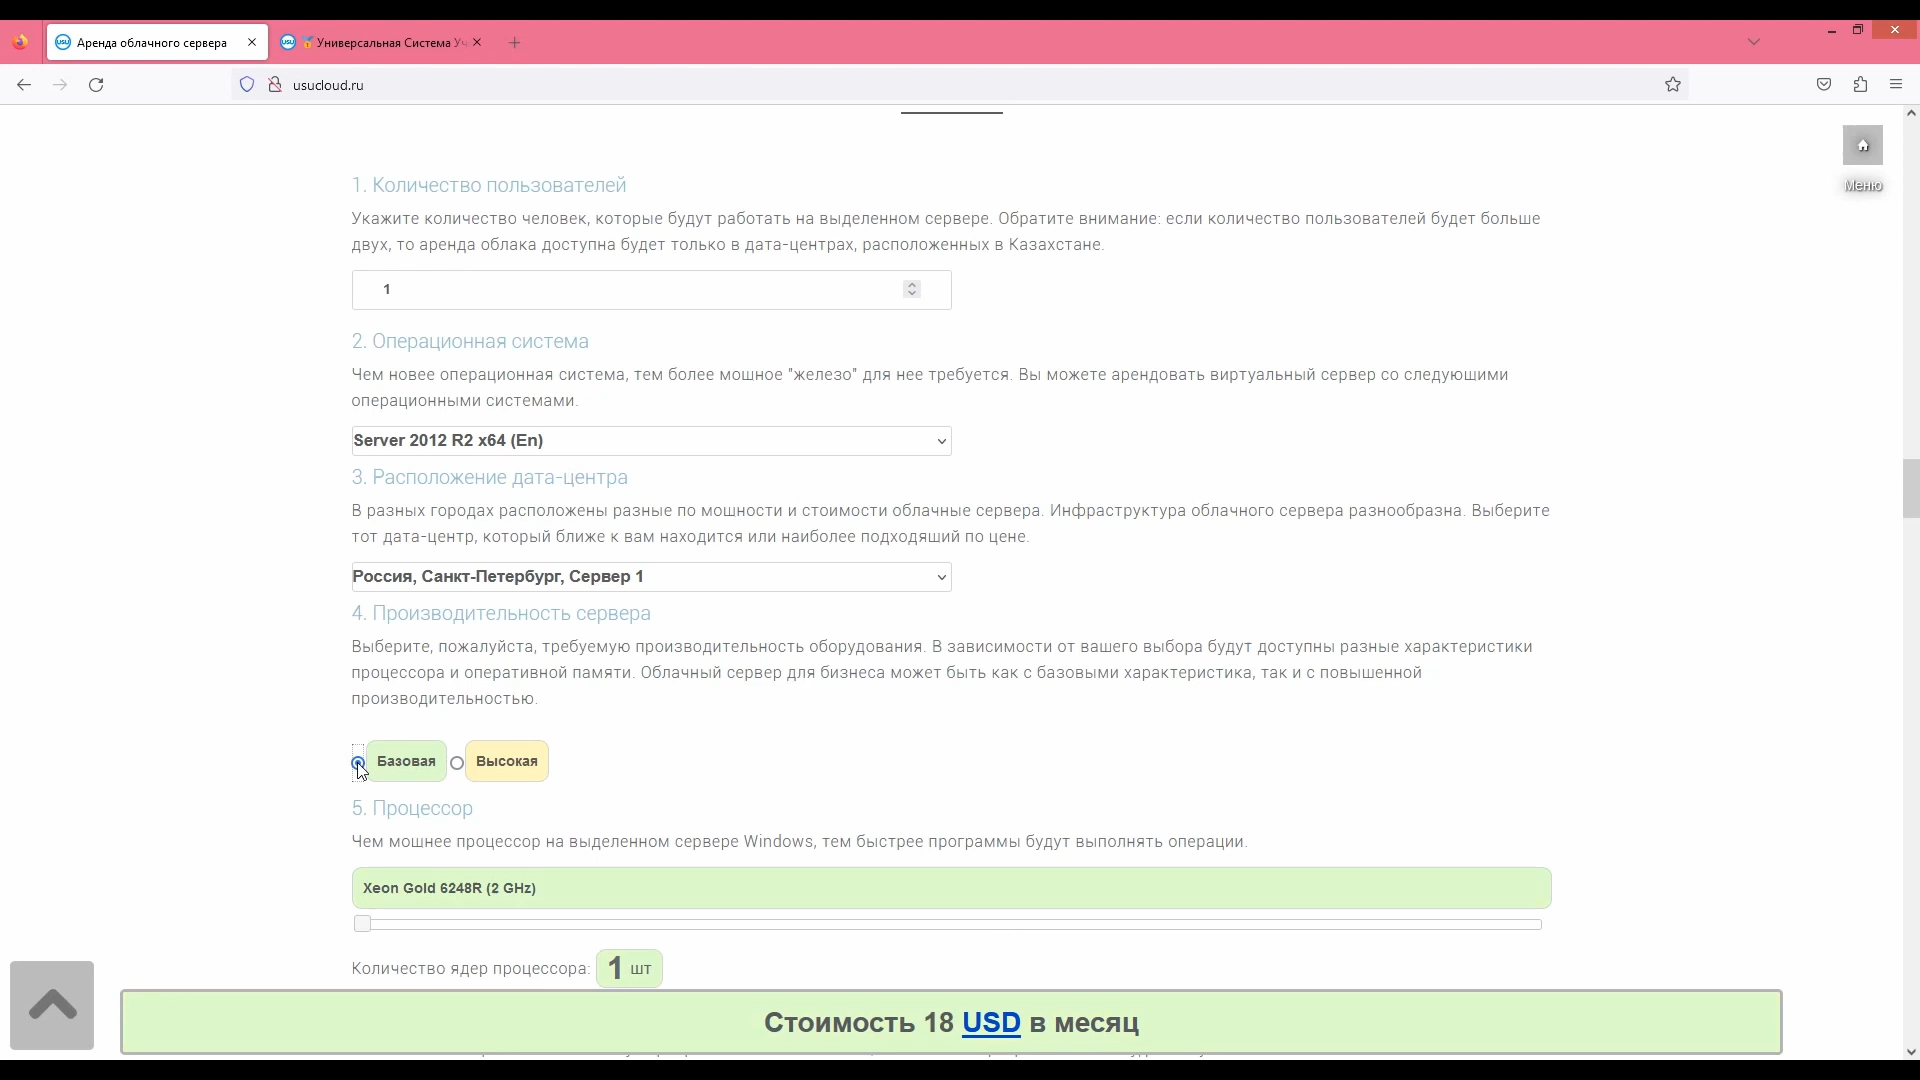 Аренда облачного сервера
Универсальная Система Уч
usucloud.ru
Меню
1. Количество пользователей
Укажите количество человек, которые будут работать на выделенном сервере. Обратите внимание: если количество пользователей будет больше
двух, то аренда облака доступна будет только в дата-центрах, расположенных в Казахстане.
1
2. Операционная система
Чем новее операционная система, тем более мощное "железо" для нее требуется. Вы можете арендовать виртуальный сервер со следующими
операционными системами.
Server 2012 R2 x64 (En)
3. Расположение дата-центра
В разных городах расположены разные по мощности и стоимости облачные сервера. Инфраструктура облачного сервера разнообразна. Выберите
тот дата-центр, который ближе к вам находится или наиболее подходящий по цене.
Россия, Санкт-Петербург, Сервер 1
4. Производительность сервера
Выберите, пожалуйста, требуемую производительность оборудования. В зависимости от вашего выбора будут доступны разные характеристики
процессора и оперативной памяти. Облачный сервер для бизнеса может быть как с базовыми характеристика, так и с повышенной
производительностью.
Базовая Высокая
5. Процессор
Чем мощнее процессор на выделенном сервере Windows, тем быстрее программы будут выполнять операции.
Xeon Gold 6248R (2 GHz)
Количество ядер процессора: 1 шт
Стоимость 18 USD в месяц